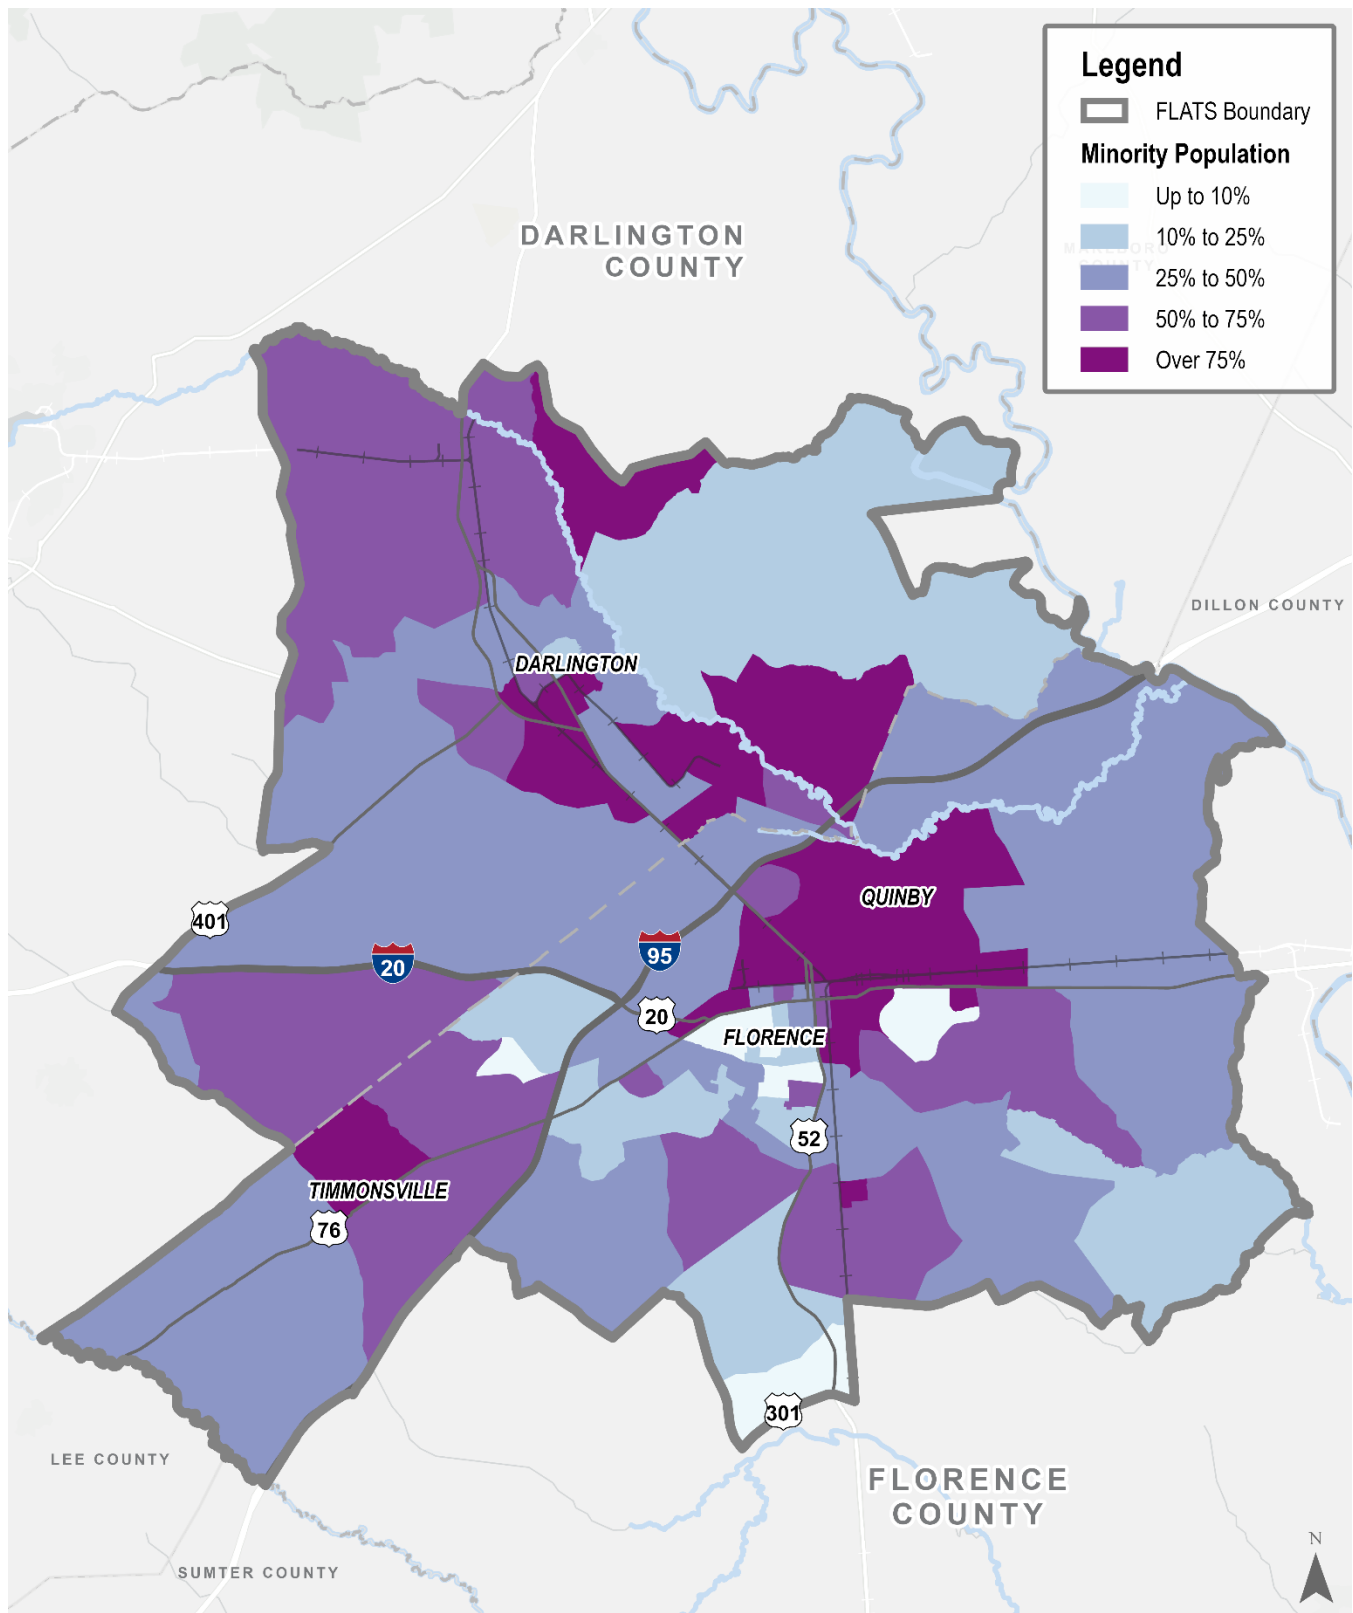 Legend
FLATS Boundary
Minority Population
Up to 10%
10% to 25%
MARLBORO
COUNTY
25% to 50%
50% to 75%
Over 75%
DARLINGTON
COUNTY
DILLON COUNTY
DARLINGTON
QUINBY
401
20
95
20
FLORENCE
52
TIMMONSVILLE
76
301
LEE COUNTY
FLORENCE
COUNTY
SUMTER COUNTY
N